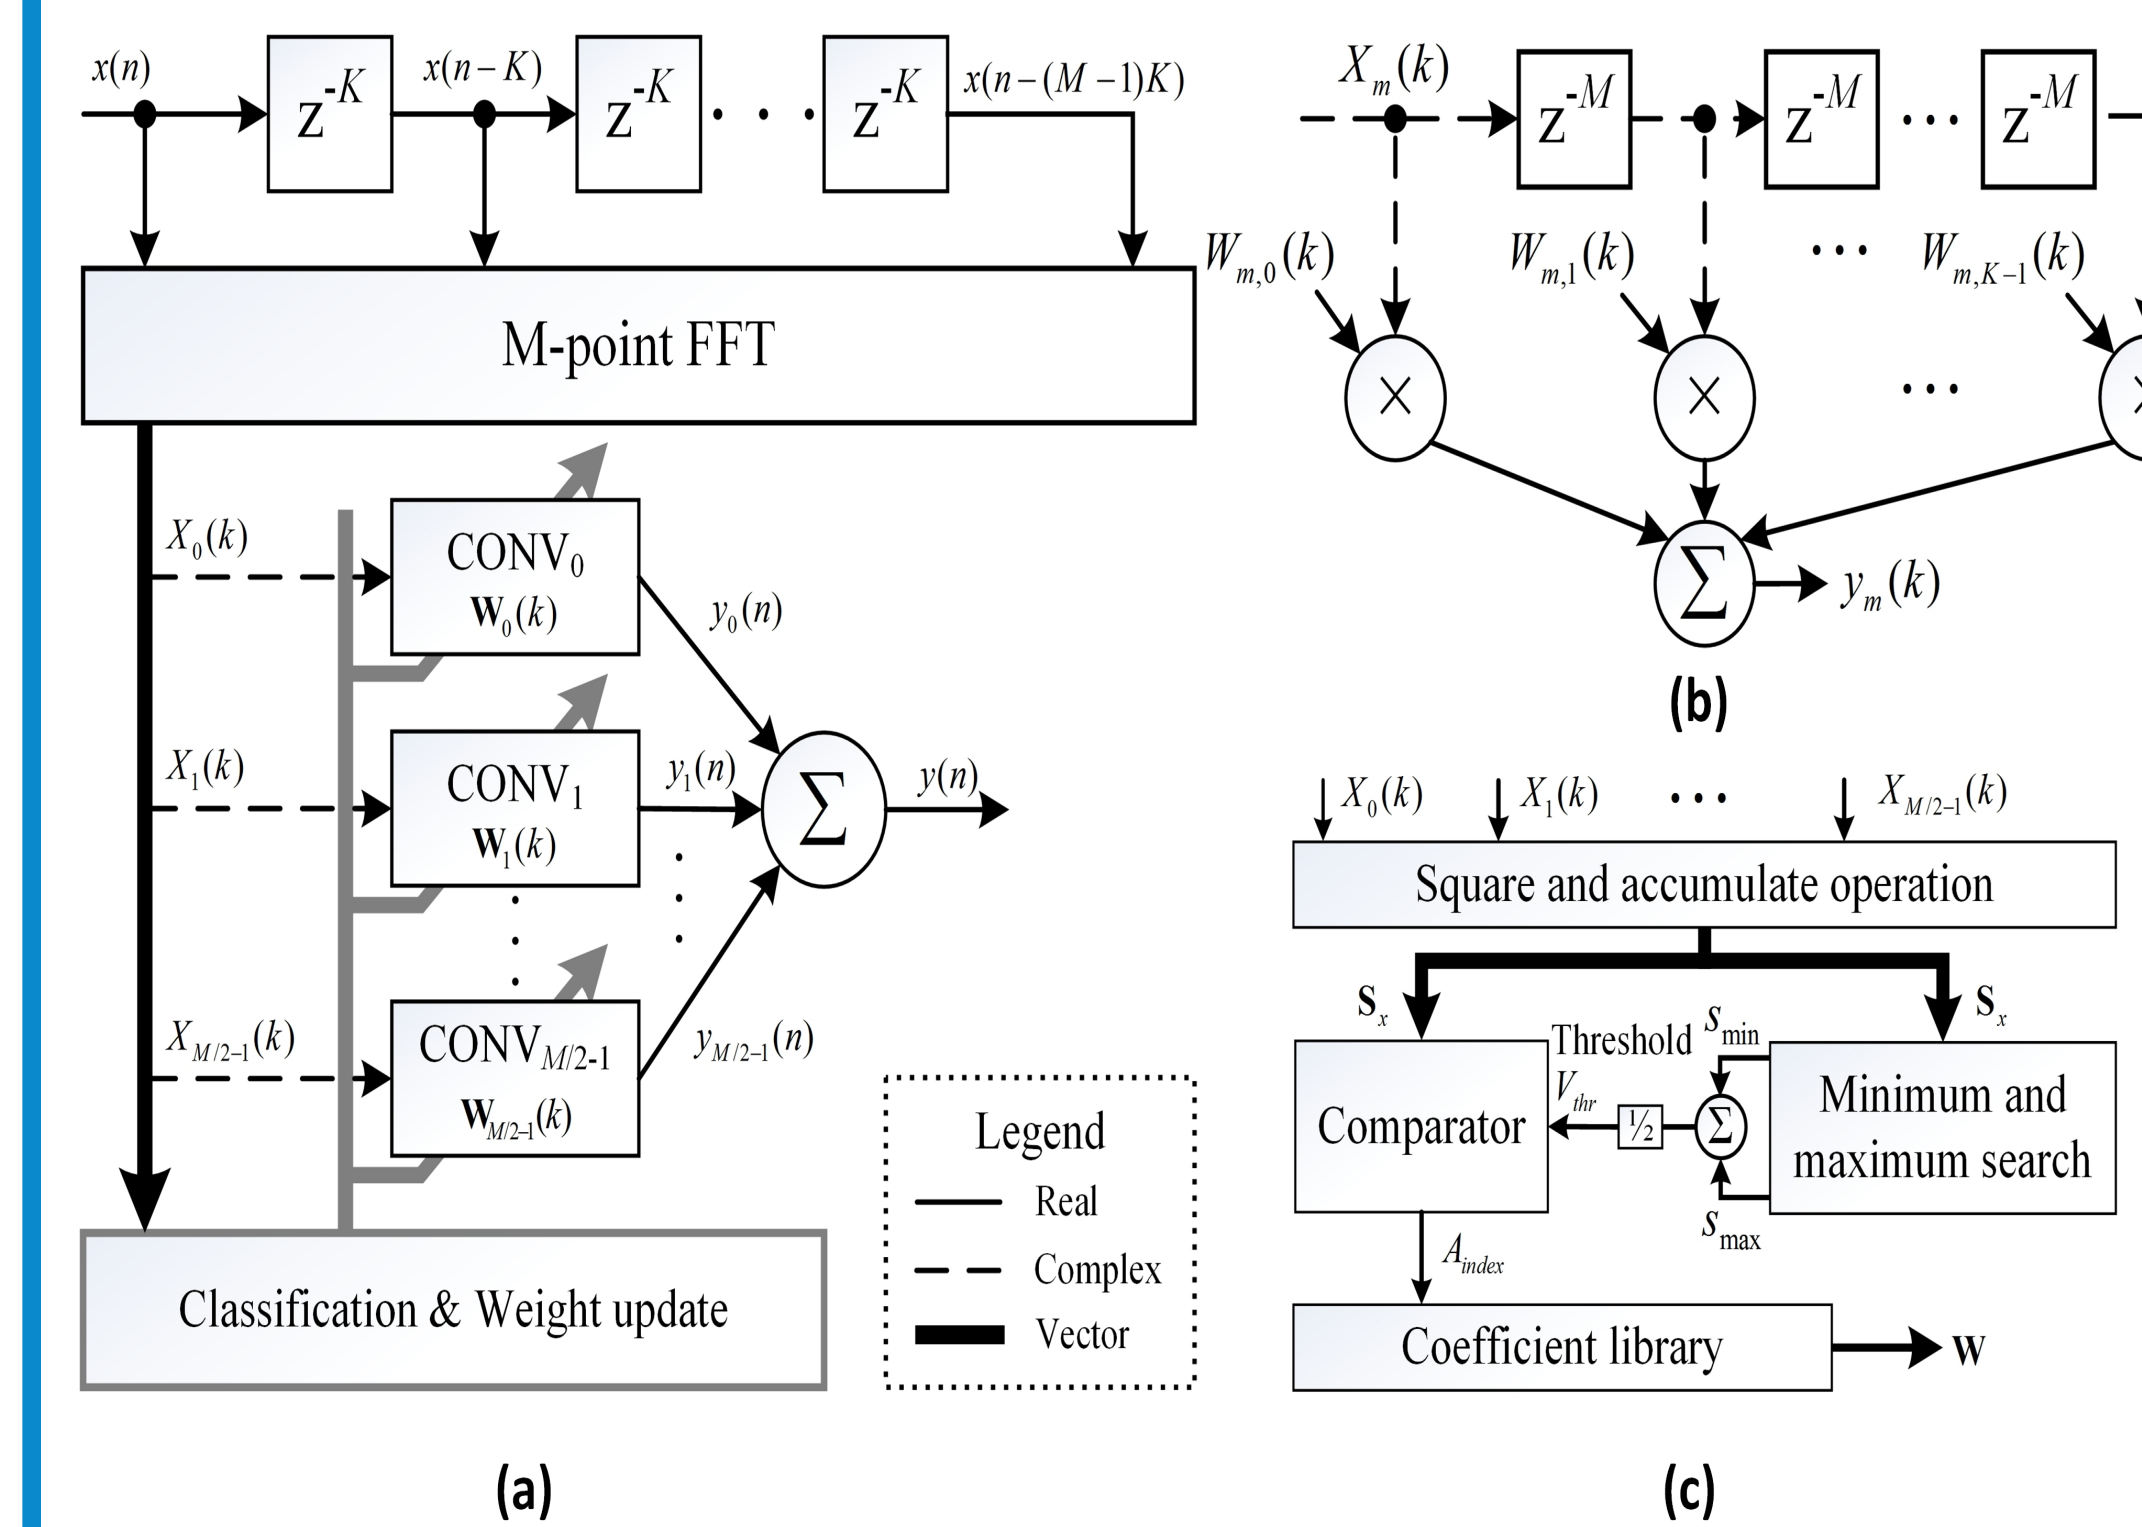 x(n)
z-K
x(n−K)
z-K
· · ·
z-K
x(n−(M−1)K)
M-point FFT
X0(k)
CONV0
W0(k)
y0(n)
X1(k)
CONV1
W1(k)
y1(n)
Σ
y(n)
XM/2−1(k)
CONVM/2-1
WM/2−1(k)
yM/2−1(n)
Classification & Weight update
Legend
Real
Complex
Vector
(a)
Xm(k)
z-M
z-M
···
z-M
Wm,0(k)
Wm,1(k)
···
Wm,K−1(k)
×
×
···
×
Σ
ym(k)
(b)
X0(k)
X1(k)
···
XM/2−1(k)
Square and accumulate operation
Sx
Sx
Threshold
Vthr
smin
½
Σ
smax
Comparator
Minimum and
maximum search
Aindex
Coefficient library
W
(c)